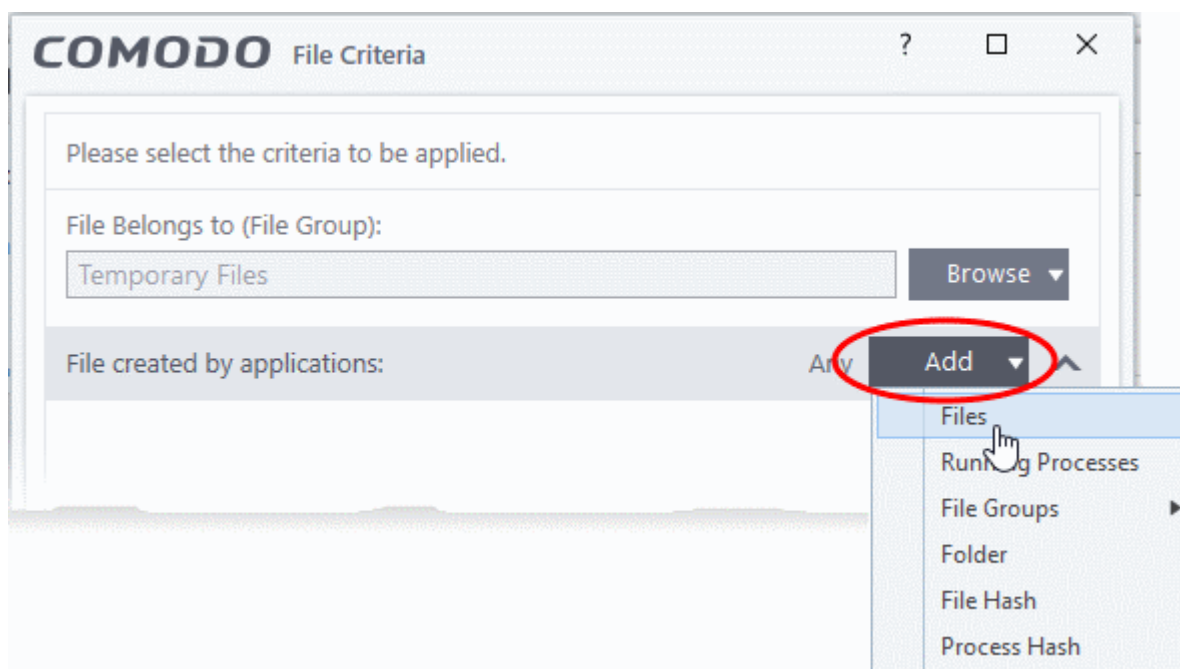 COMODO File Criteria ?
Please select the criteria to be applied.
File Belongs to (File Group):
Temporary Files Browse
File created by applications: Any Add
Files
Running Processes
File Groups
Folder
File Hash
Process Hash